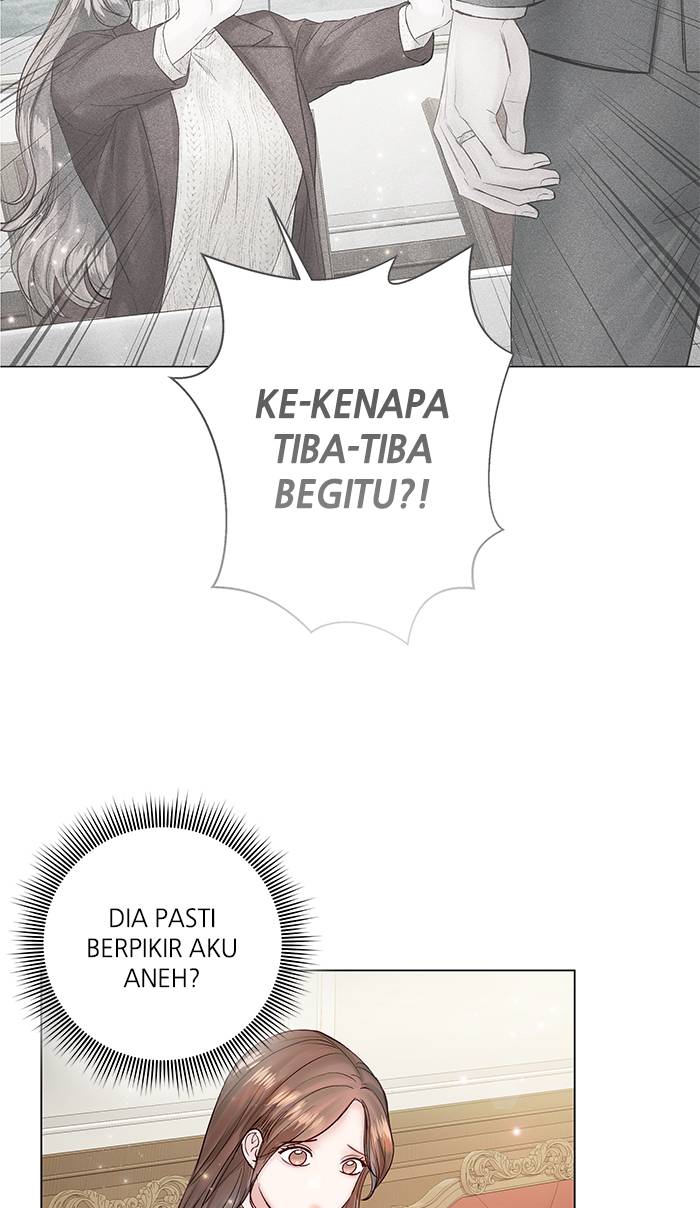 KE-KENAPA
TIBA-TIBA
BEGITU?!
DIA PASTI
BERPIKIR AKU
ANEH?